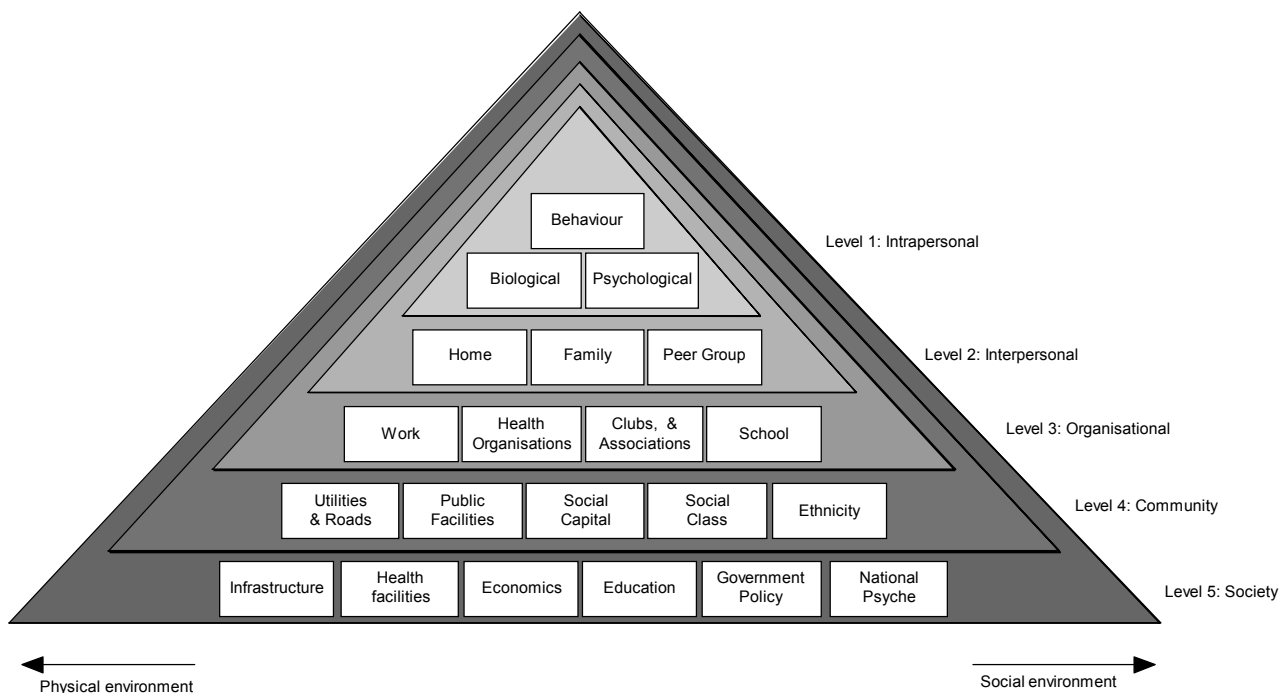 Behaviour
Level 1: Intrapersonal
Biological
Psychological
Home
Family
Peer Group
Level 2: Interpersonal
Work
Health
Organisations
Clubs, &
Associations
School
Level 3: Organisational
Utilities
& Roads
Public
Facilities
Social
Capital
Social
Class
Ethnicity
Level 4: Community
Infrastructure
Health
facilities
Economics
Education
Government
Policy
National
Psyche
Level 5: Society
Physical environment
Social environment